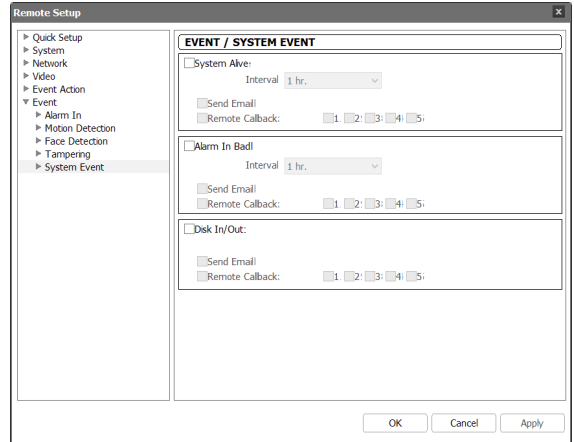 Remote Setup
Quick Setup
System
Network
Video
Event Action
Event
Alarm In
Motion Detection
Face Detection
Tampering
System Event
EVENT / SYSTEM EVENT
System Alive
Interval 1 hr.
Send Email
Remote Callback: 1 2 3 4 5
Alarm In Bad
Interval 1 hr.
Send Email
Remote Callback: 1 2 3 4 5
Disk In/Out:
Send Email
Remote Callback: 1 2 3 4 5
OK Cancel Apply